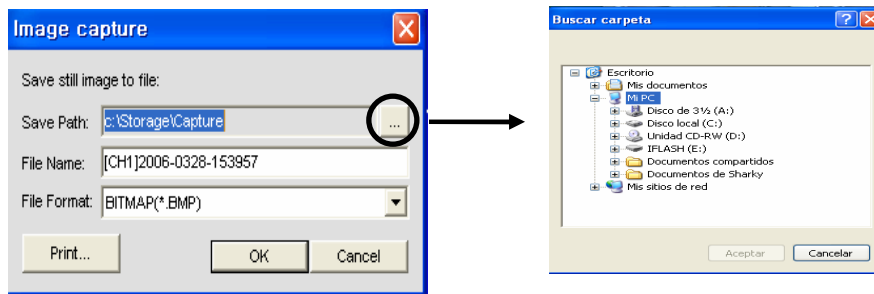 Image capture
Save still image to file:
Save Path: c:\Storage\Capture ...
File Name: [CH1]2006-0328-153957
File Format: BITMAP(*.BMP)
Print... OK Cancel
Buscar carpeta
Escritorio
Mis documentos
Mi PC
Disco de 3½ (A:)
Disco local (C:)
Unidad CD-RW (D:)
IFLASH (E:)
Documentos compartidos
Documentos de Sharky
Mis sitios de red
Aceptar Cancelar